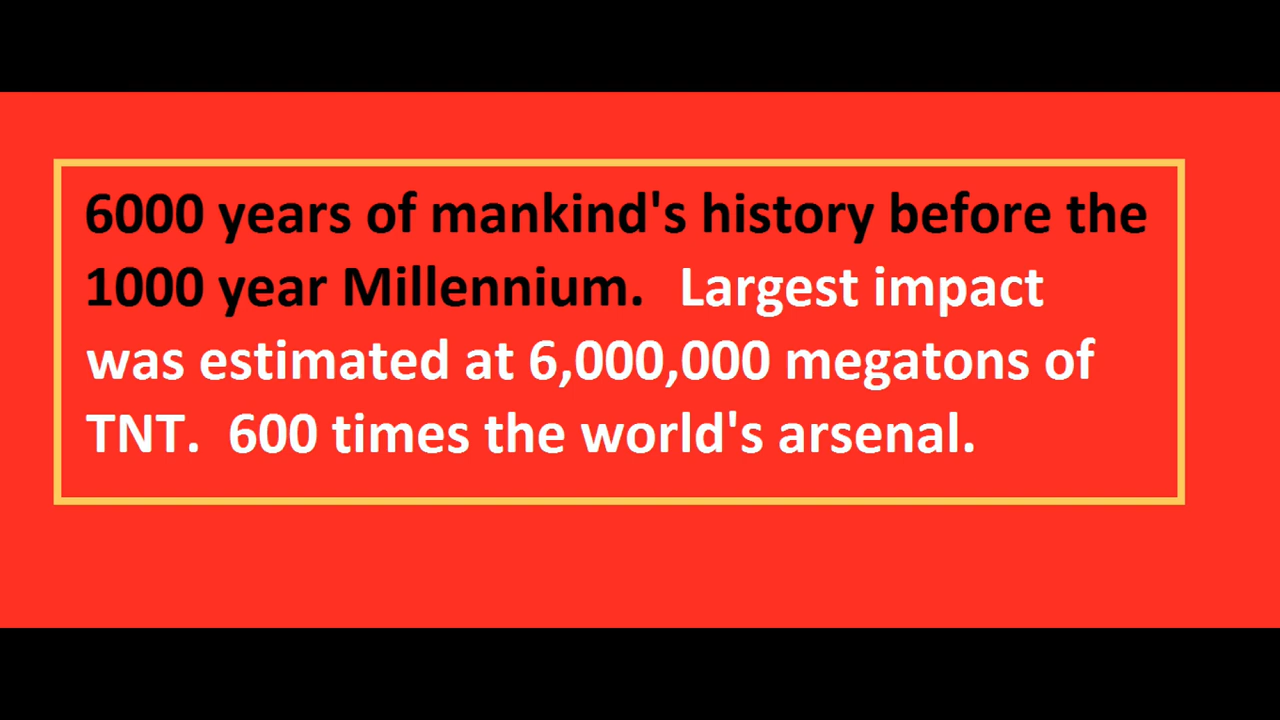 6000 years of mankind's history before the
1000 year Millennium.   Largest impact
was estimated at 6,000,000 megatons of
TNT.  600 times the world's arsenal.